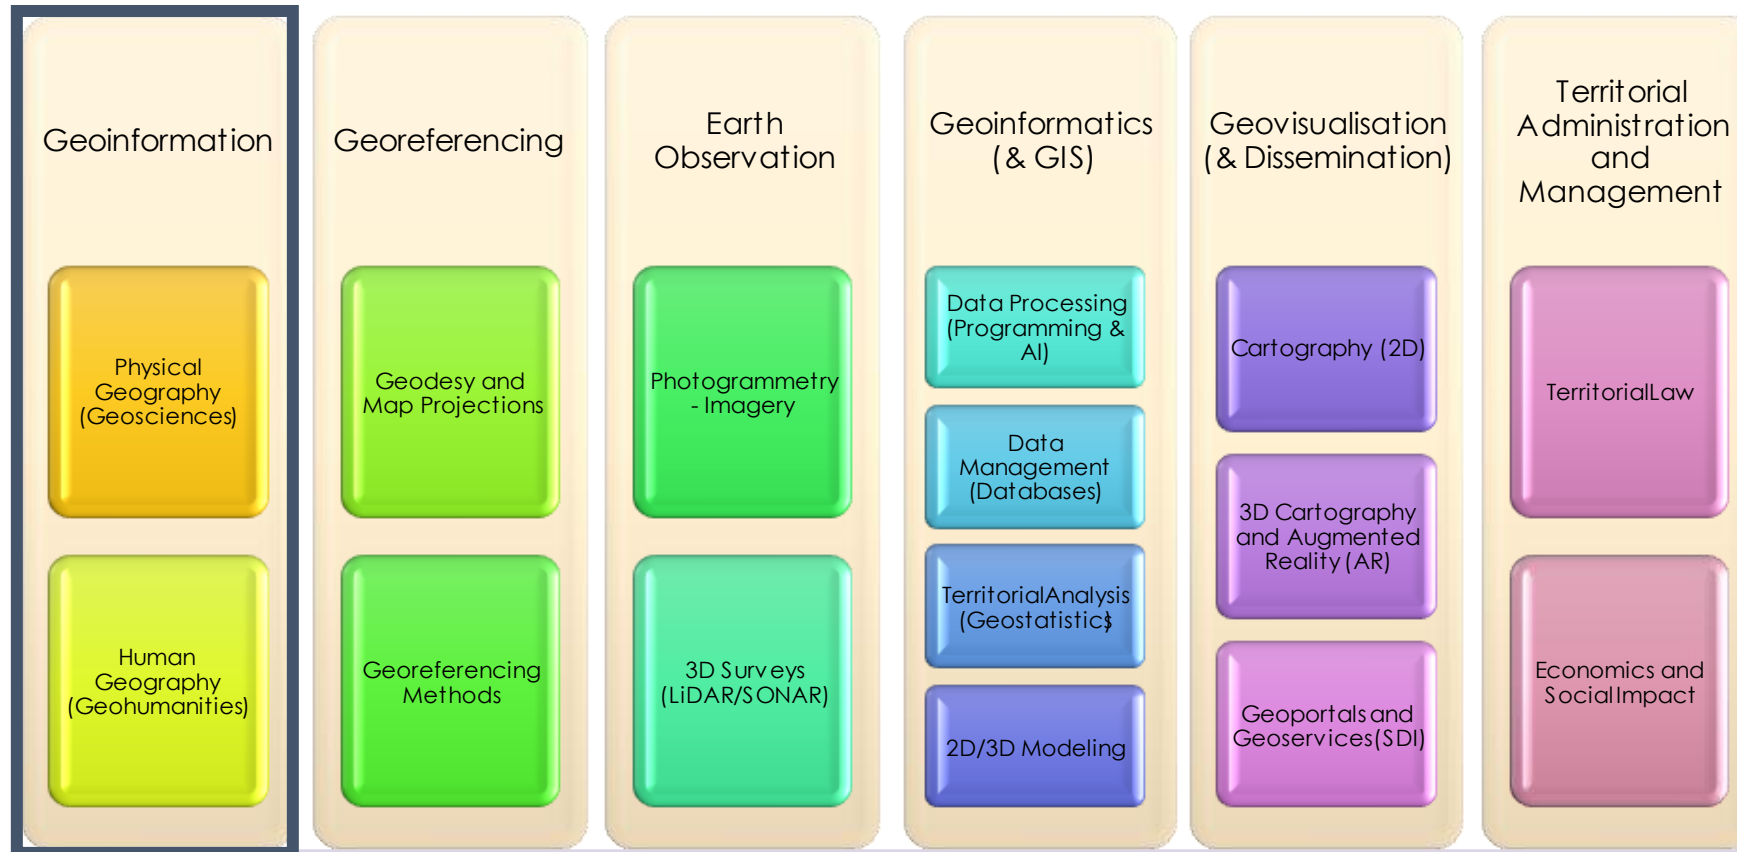 Geoinformation
Physical
Geography
(Geosciences)
Human
Geography
(Geohumanities)
Georeferencing
Geodesy and
Map Projections
Georeferencing
Methods
Earth
Observation
Photogrammetry
- Imagery
3D Surveys
(LiDAR/SONAR)
Geoinformatics
(& GIS)
Data Processing
(Programming &
AI)
Data
Management
(Databases)
TerritorialAnalysis
(Geostatistics)
2D/3D Modeling
Geovisualisation
(& Dissemination)
Cartography (2D)
3D Cartography
and Augmented
Reality (AR)
Geoportals and
Geoservices(SDI)
Territorial
Administration
and
Management
TerritorialLaw
Economics and
Social Impact